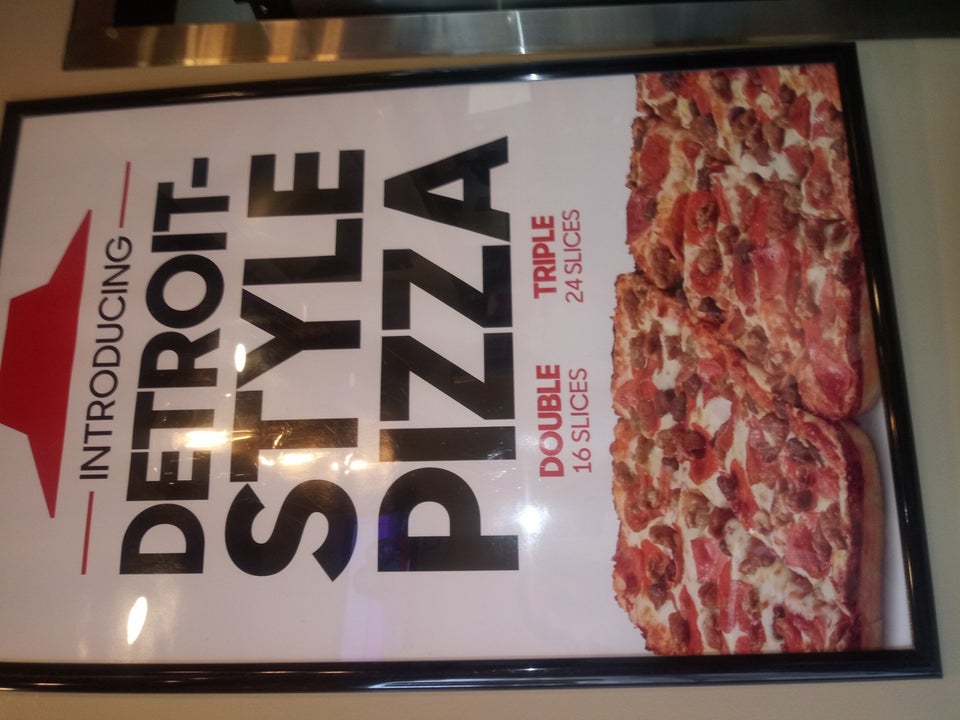 INTRODUCING
DETROIT-
STYLE
PIZZA
DOUBLE TRIPLE
16 SLICES 24 SLICES